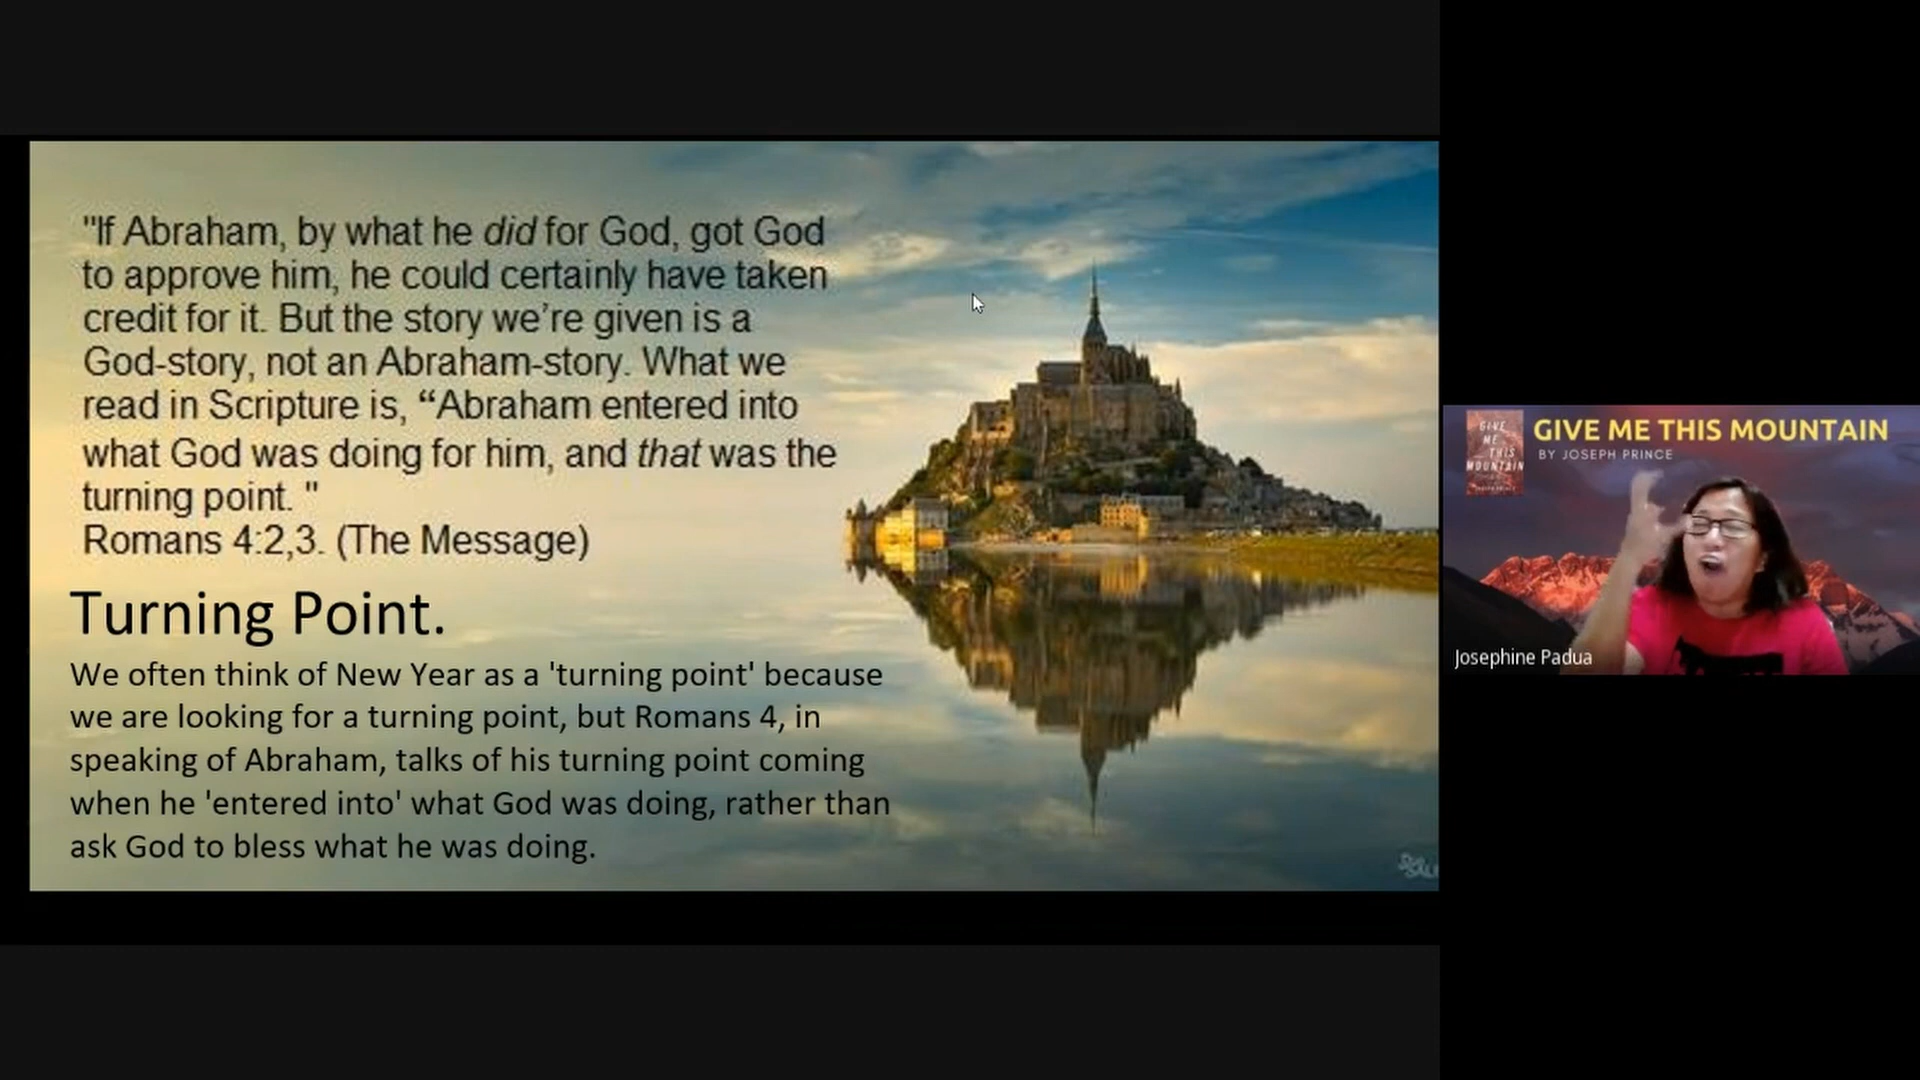 "If Abraham, by what he did for God, got God
to approve him, he could certainly have taken
credit for it. But the story we’re given is a
God-story, not an Abraham-story. What we
read in Scripture is, “Abraham entered into
what God was doing for him, and that was the
turning point. "
Romans 4:2,3. (The Message)
Turning Point.
We often think of New Year as a 'turning point' because
we are looking for a turning point, but Romans 4, in
speaking of Abraham, talks of his turning point coming
when he 'entered into' what God was doing, rather than
ask God to bless what he was doing.
GIVE
ME
THIS
MOUNTAIN
GIVE ME THIS MOUNTAIN
BY JOSEPH PRINCE
Josephine Padua